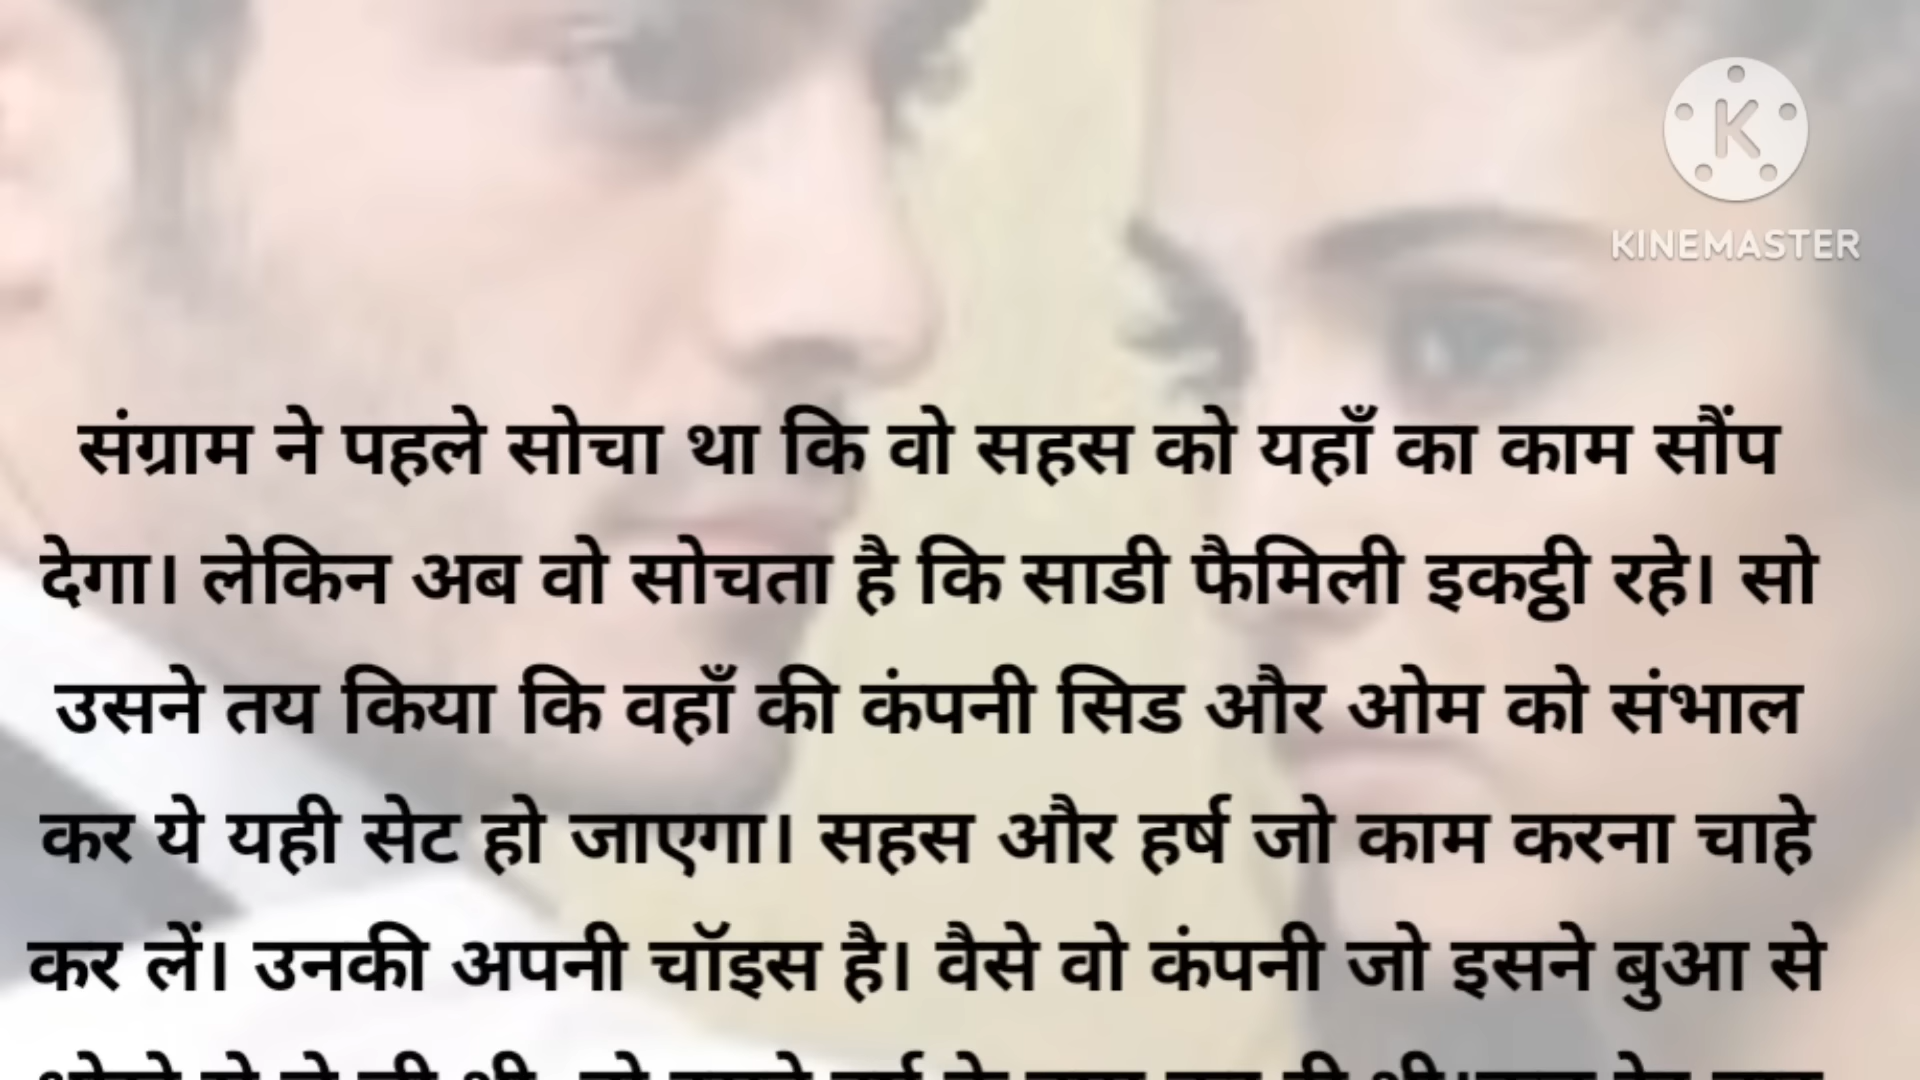 K
KINEMASTER
संग्राम ने पहले सोचा था कि वो सहस को यहाँ का काम सौंप
देगा। लेकिन अब वो सोचता है कि साडी फैमिली इकट्ठी रहे। सो
उसने तय किया कि वहाँ की कंपनी सिड और ओम को संभाल
कर ये यही सेट हो जाएगा। सहस और हर्ष जो काम करना चाहे
कर लें। उनकी अपनी चॉइस है। वैसे वो कंपनी जो इसने बुआ से